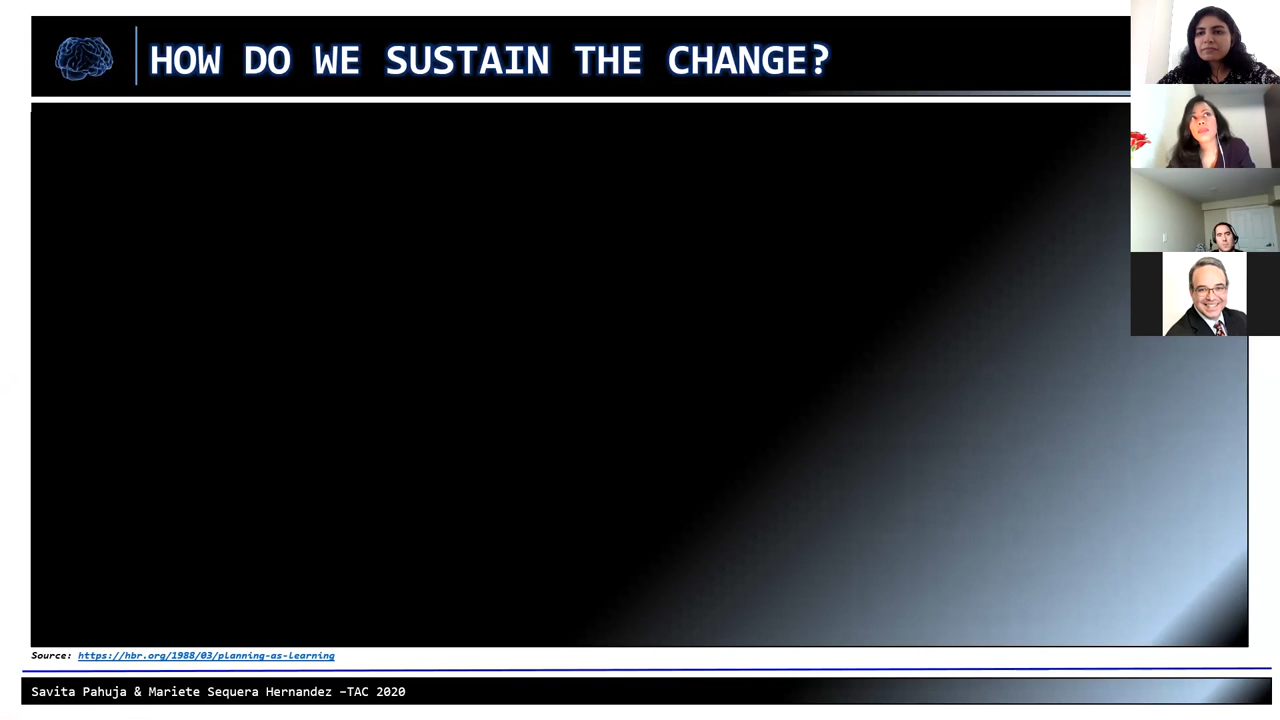 HOW DO WE SUSTAIN THE CHANGE?
Source: https://hbr.org/1988/03/planning-as-learning
Savita Pahuja & Mariete Sequera Hernandez –TAC 2020